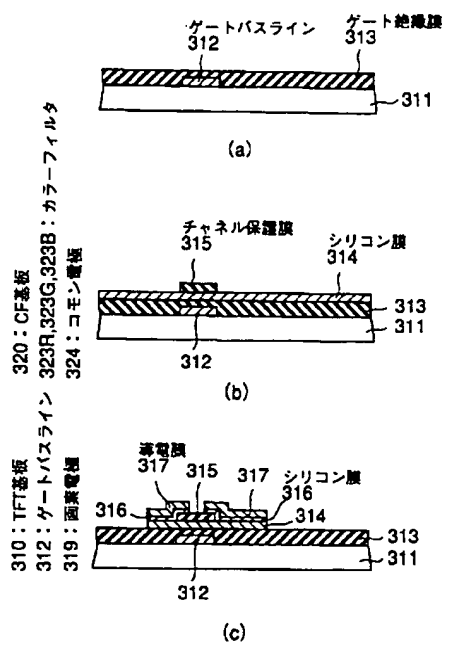 ゲートバスライン
312
ゲート絶縁膜
313
311
(a)
チャネル保護膜
315
シリコン膜
314
313
311
312
(b)
導電膜
317
315
317
シリコン膜
316
316
314
313
311
312
(c)
310：TFT基板
312：ゲートバスライン
319：画素電極
320：CF基板
323R,323G,323B：カラーフィルタ
324：コモン電極